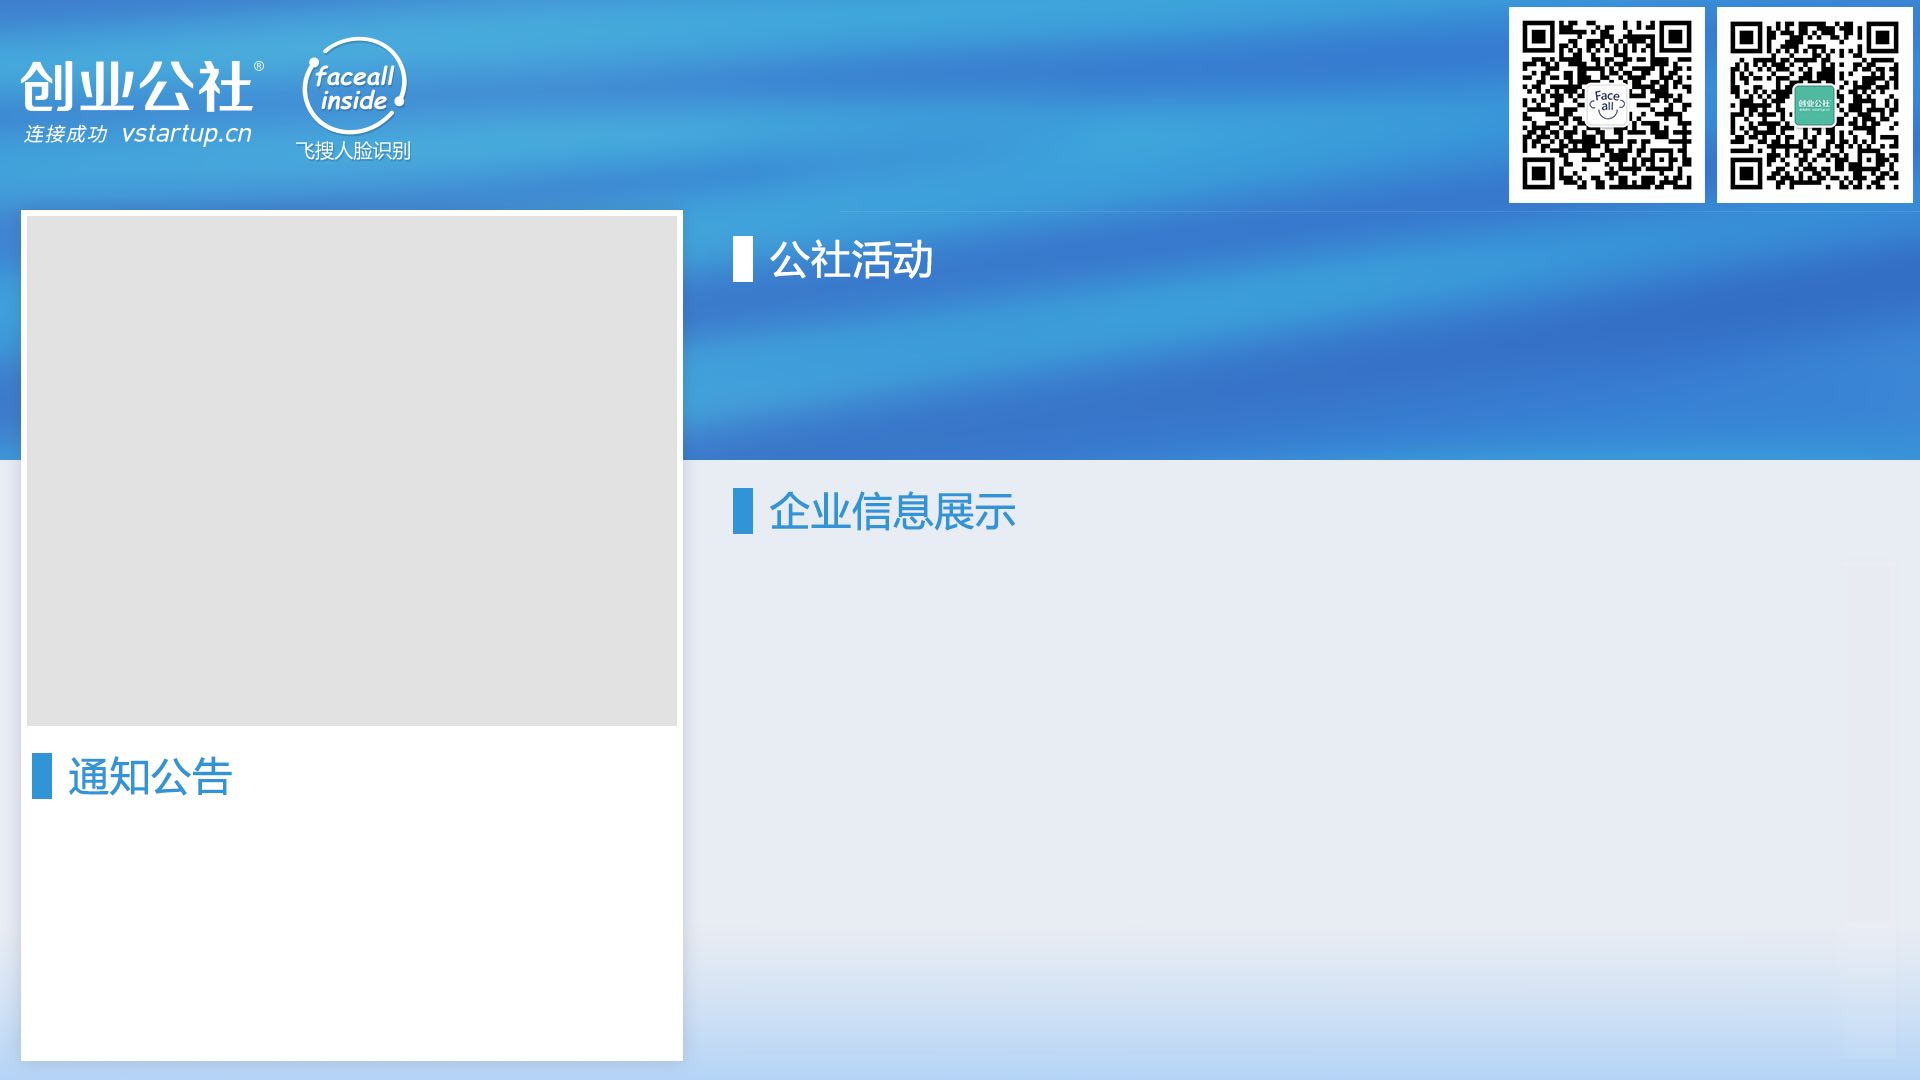 创业公社®
连接成功 vstartup.cn
faceall
inside
飞搜人脸识别
Face
all
创业公社
公社活动
企业信息展示
通知公告